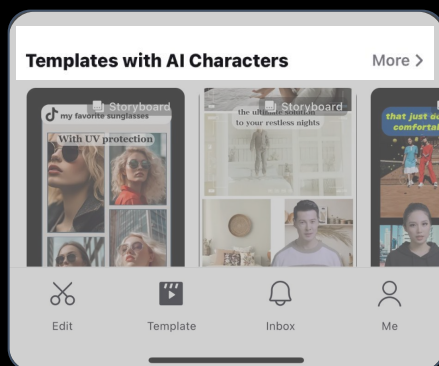 Templates with AI Characters
More >
Storyboard
my favorite sunglasses
With UV protection
Storyboard
the ultimate solution
to your restless nights
that just
comfortab
Edit
Template
Inbox
Me